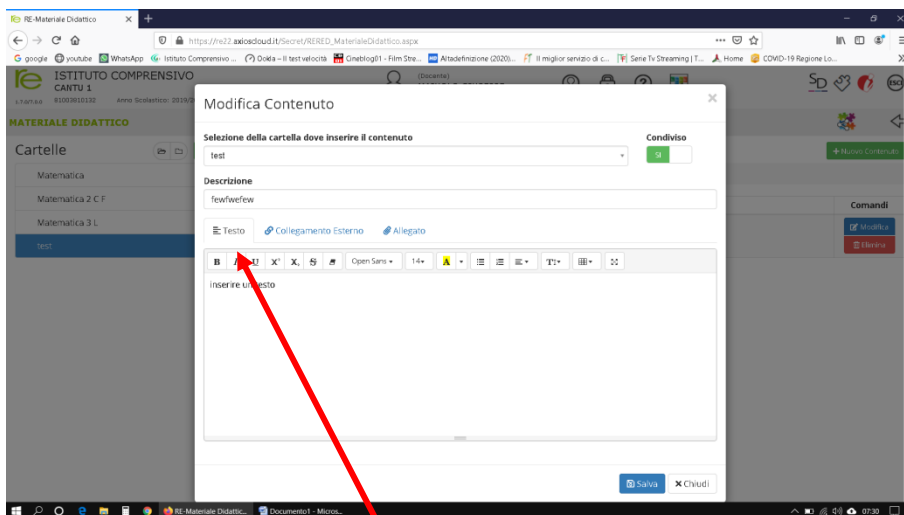 RE-Materiale Didattico
https://re22.axioscloud.it/Secret/RERED_MaterialeDidattico.aspx
google youtube WhatsApp Istituto Comprensivo ... Ookla – Il test velocità Cineblog01 - Film Stre... Altadefinizione (2020)... Il miglior servizio di c... Serie Tv Streaming | T... Home COVID-19 Regione Lo...
re ISTITUTO COMPRENSIVO
CANTU 1
(Docente)
SD
ESCI
MATERIALE DIDATTICO
Cartelle
Matematica
Matematica 2 C F
Matematica 3 L
test
+ Nuovo Contenuto
Comandi
Modifica
Elimina
Modifica Contenuto
Selezione della cartella dove inserire il contenuto
Condiviso
test
SI
Descrizione
fewfwefew
Testo Collegamento Esterno Allegato
B I U X X S Open Sans 14 A T
inserire un testo
Salva Chiudi
RE-Materiale Didattic... Documento1 - Micros...
07:30